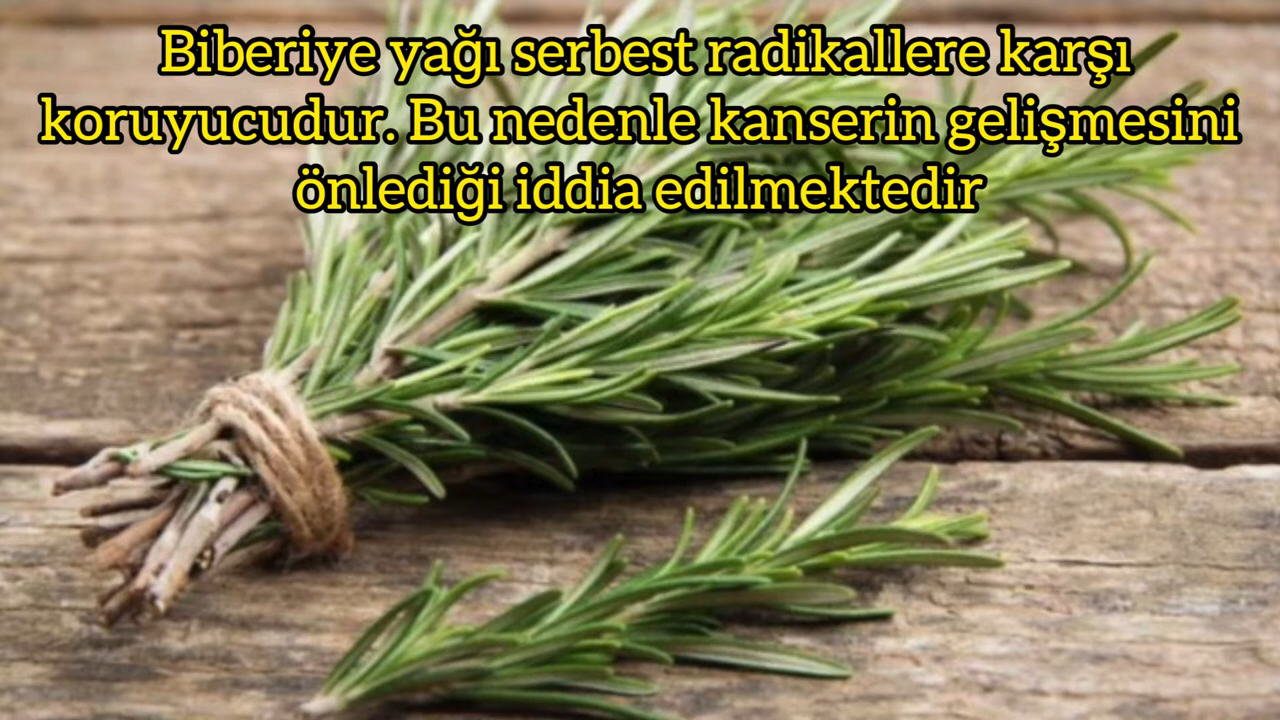 Biberiye yağı serbest radikallere karşı
koruyucudur. Bu nedenle kanserin gelişmesini
önlediği iddia edilmektedir